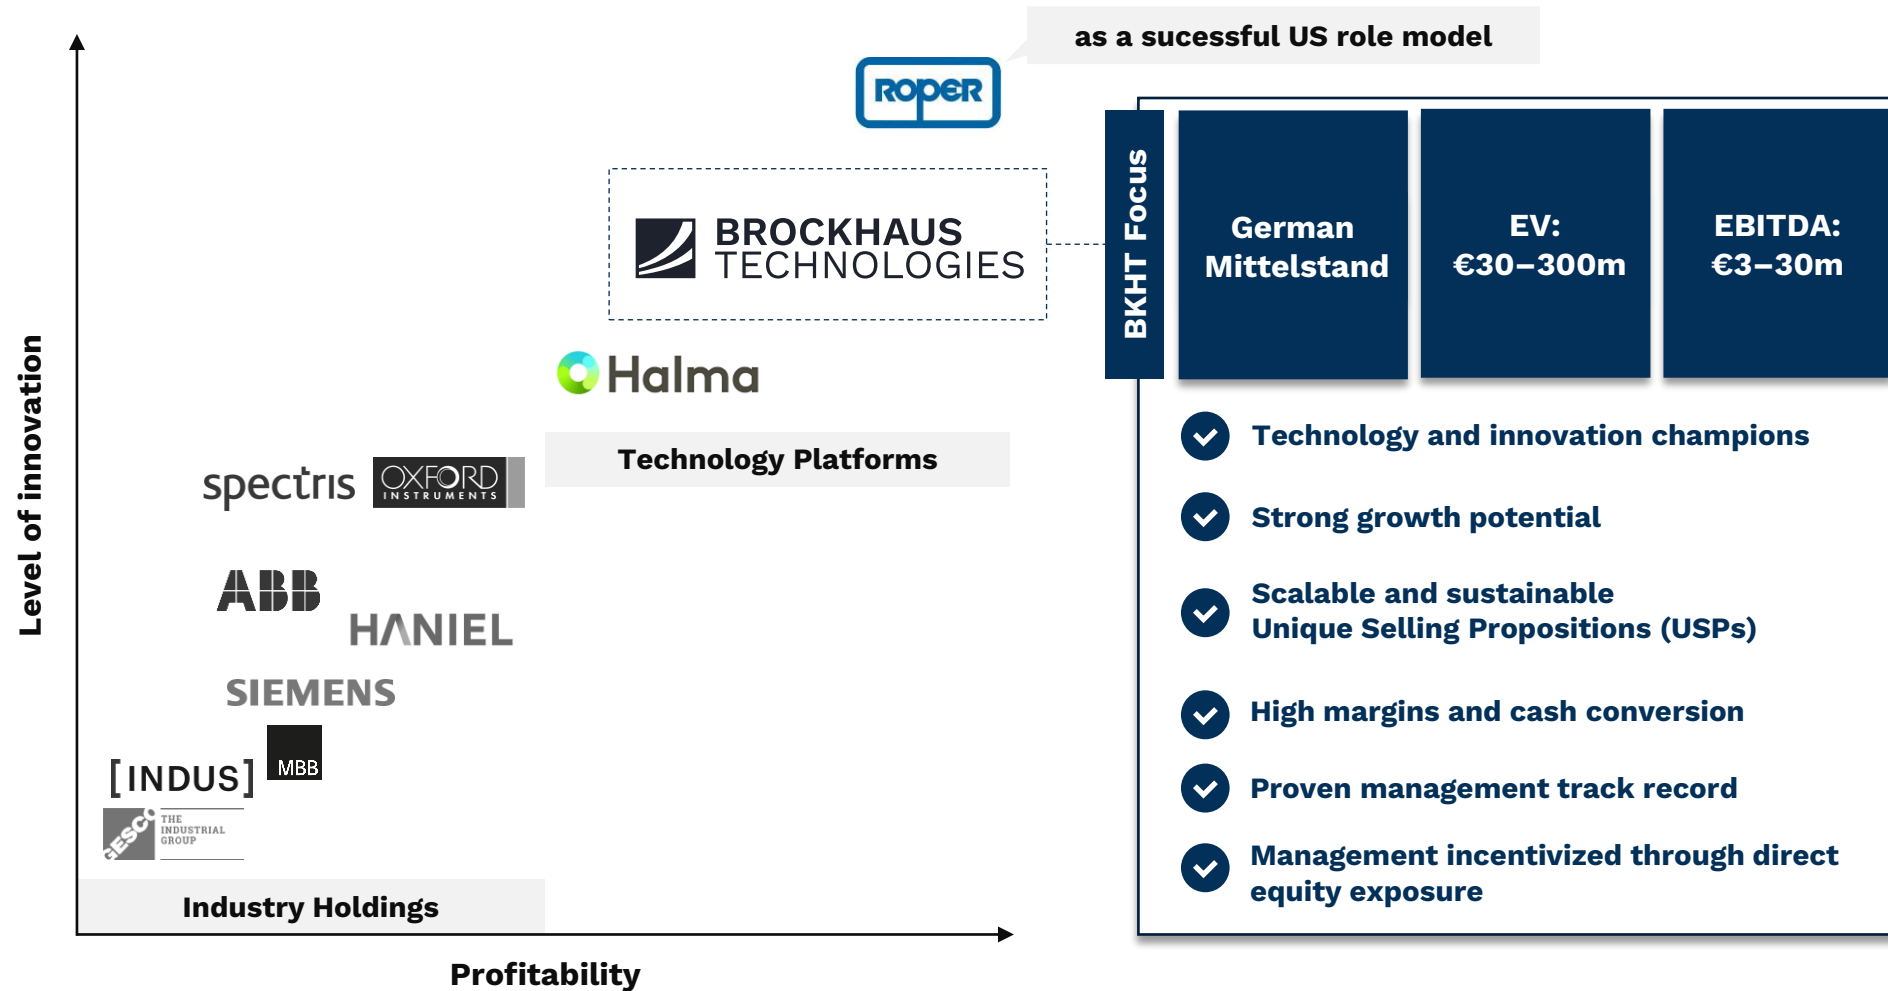 as a sucessful US role model
ROPER
BROCKHAUS
TECHNOLOGIES
Halma
Technology Platforms
spectris
OXFORD
INSTRUMENTS
ABB
HANIEL
SIEMENS
MBB
[INDUS]
GESCO
THE
INDUSTRIAL
GROUP
Industry Holdings
Level of innovation
Profitability
BKHT Focus
German
Mittelstand
EV:
€30–300m
EBITDA:
€3–30m
Technology and innovation champions
Strong growth potential
Scalable and sustainable
Unique Selling Propositions (USPs)
High margins and cash conversion
Proven management track record
Management incentivized through direct
equity exposure